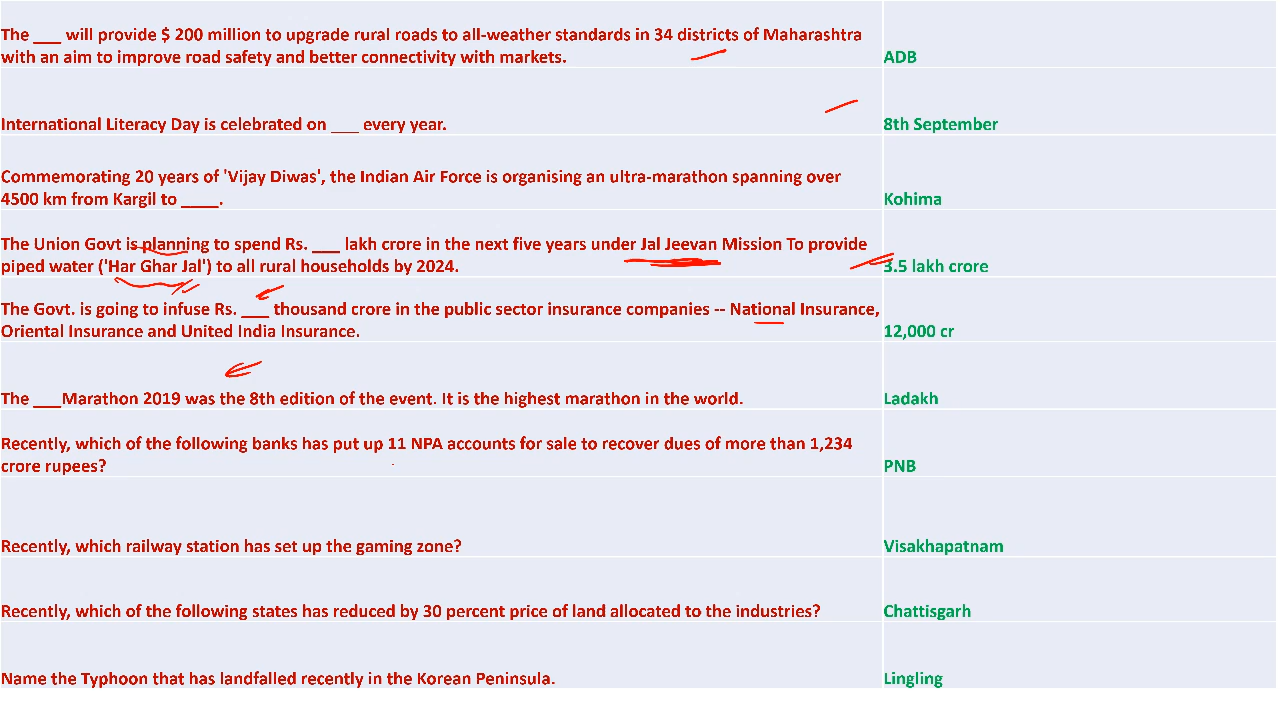 The ___ will provide $ 200 million to upgrade rural roads to all-weather standards in 34 districts of Maharashtra
with an aim to improve road safety and better connectivity with markets.
ADB
International Literacy Day is celebrated on ___ every year.
8th September
Commemorating 20 years of 'Vijay Diwas', the Indian Air Force is organising an ultra-marathon spanning over
4500 km from Kargil to ____.
Kohima
The Union Govt is planning to spend Rs. ___ lakh crore in the next five years under Jal Jeevan Mission To provide
piped water ('Har Ghar Jal') to all rural households by 2024.
3.5 lakh crore
The Govt. is going to infuse Rs. ___ thousand crore in the public sector insurance companies -- National Insurance,
Oriental Insurance and United India Insurance.
12,000 cr
The ___Marathon 2019 was the 8th edition of the event. It is the highest marathon in the world.
Ladakh
Recently, which of the following banks has put up 11 NPA accounts for sale to recover dues of more than 1,234
crore rupees?
PNB
Recently, which railway station has set up the gaming zone?
Visakhapatnam
Recently, which of the following states has reduced by 30 percent price of land allocated to the industries?
Chattisgarh
Name the Typhoon that has landfalled recently in the Korean Peninsula.
Lingling